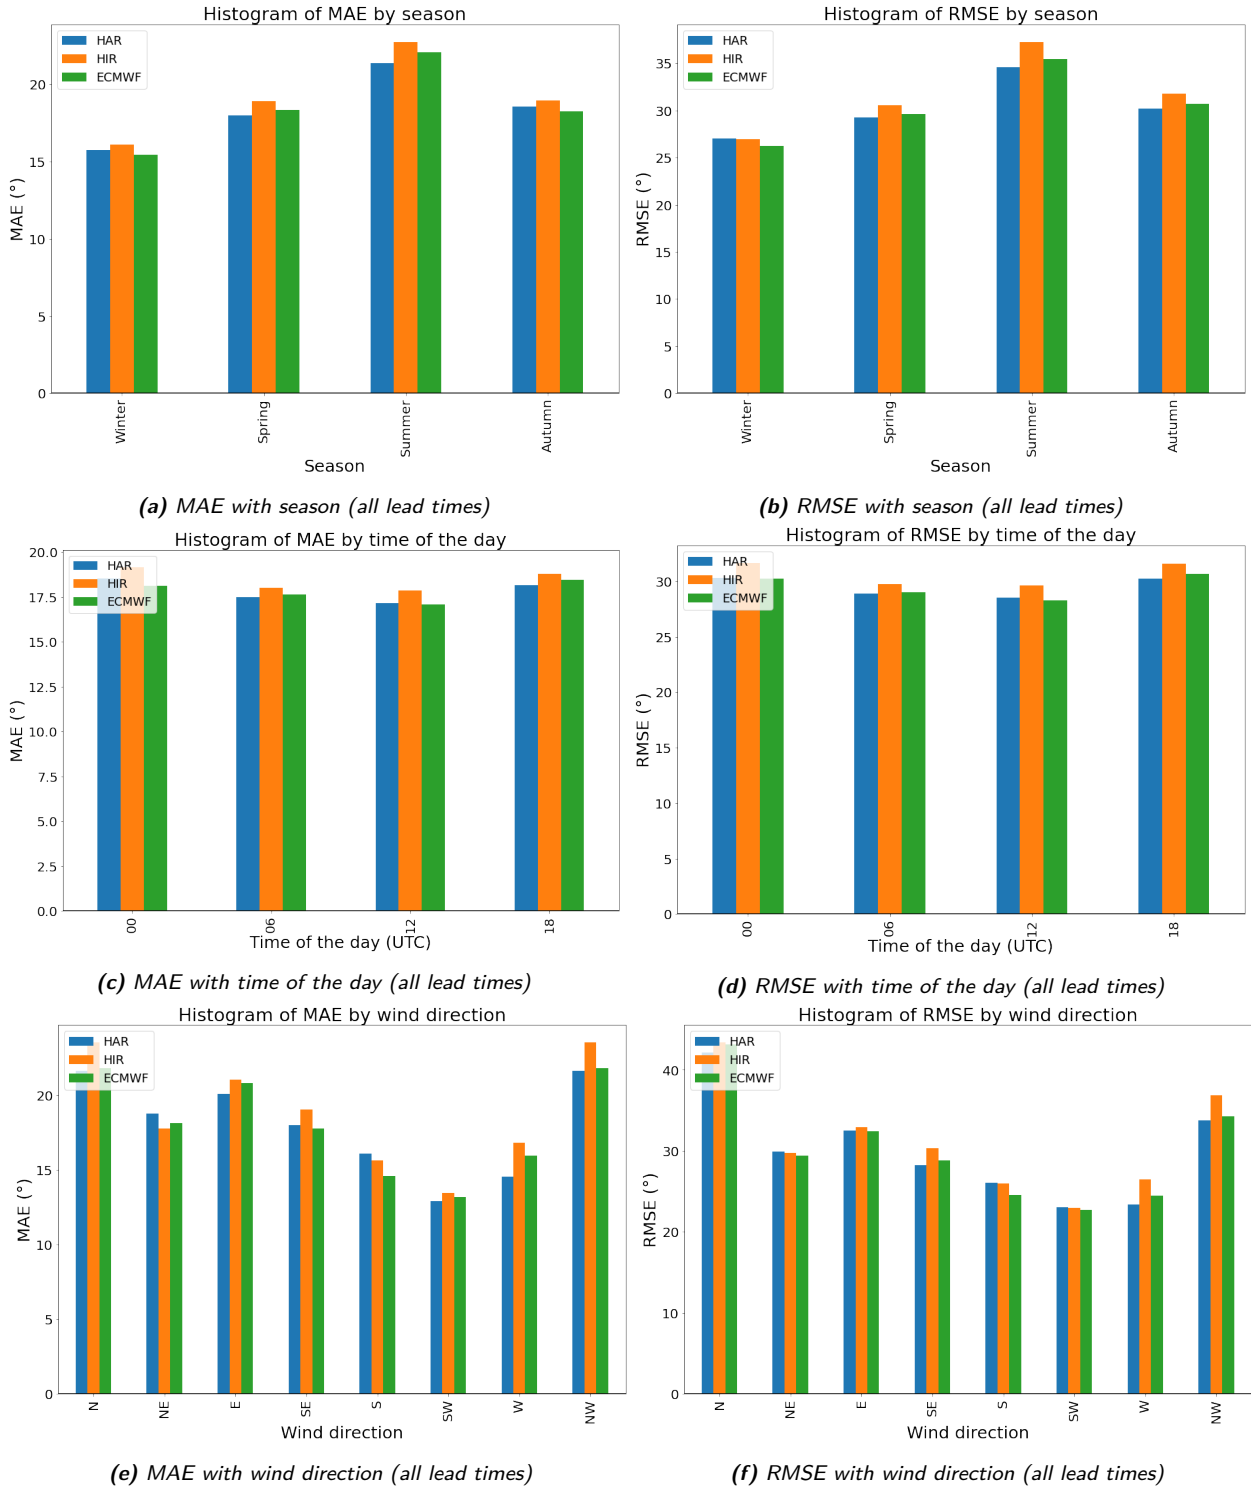 Histogram of MAE by season
HAR
HIR
ECMWF
20
15
10
5
0
MAE (°)
Winter
Spring
Summer
Autumn
Season
(a) MAE with season (all lead times)
Histogram of RMSE by season
HAR
HIR
ECMWF
35
30
25
20
15
10
5
0
RMSE (°)
Winter
Spring
Summer
Autumn
Season
(b) RMSE with season (all lead times)
Histogram of MAE by time of the day
HAR
HIR
ECMWF
20.0
17.5
15.0
12.5
10.0
7.5
5.0
2.5
0.0
MAE (°)
00
06
12
18
Time of the day (UTC)
(c) MAE with time of the day (all lead times)
Histogram of RMSE by time of the day
HAR
HIR
ECMWF
30
25
20
15
10
5
0
RMSE (°)
00
06
12
18
Time of the day (UTC)
(d) RMSE with time of the day (all lead times)
Histogram of MAE by wind direction
HAR
HIR
ECMWF
20
15
10
5
0
MAE (°)
N
NE
E
SE
S
SW
W
NW
Wind direction
(e) MAE with wind direction (all lead times)
Histogram of RMSE by wind direction
HAR
HIR
ECMWF
40
30
20
10
0
RMSE (°)
N
NE
E
SE
S
SW
W
NW
Wind direction
(f) RMSE with wind direction (all lead times)